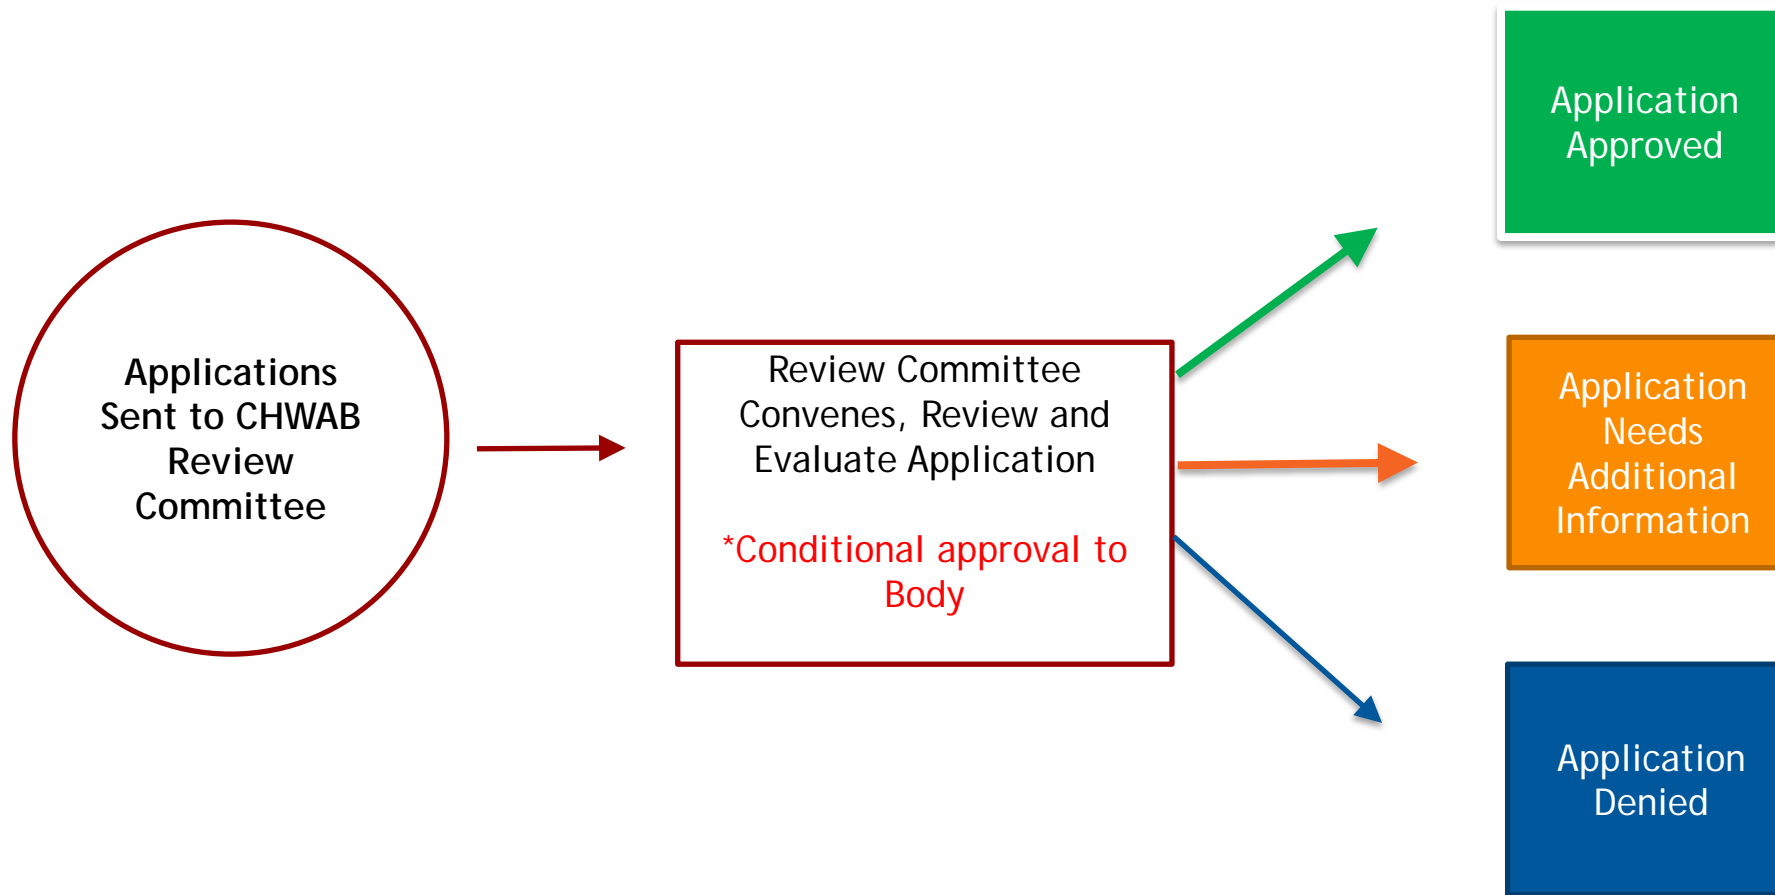 Applications
Sent to CHWAB
Review
Committee
Review Committee
Convenes, Review and
Evaluate Application
*Conditional approval to
Body
Application
Approved
Application
Needs
Additional
Information
Application
Denied